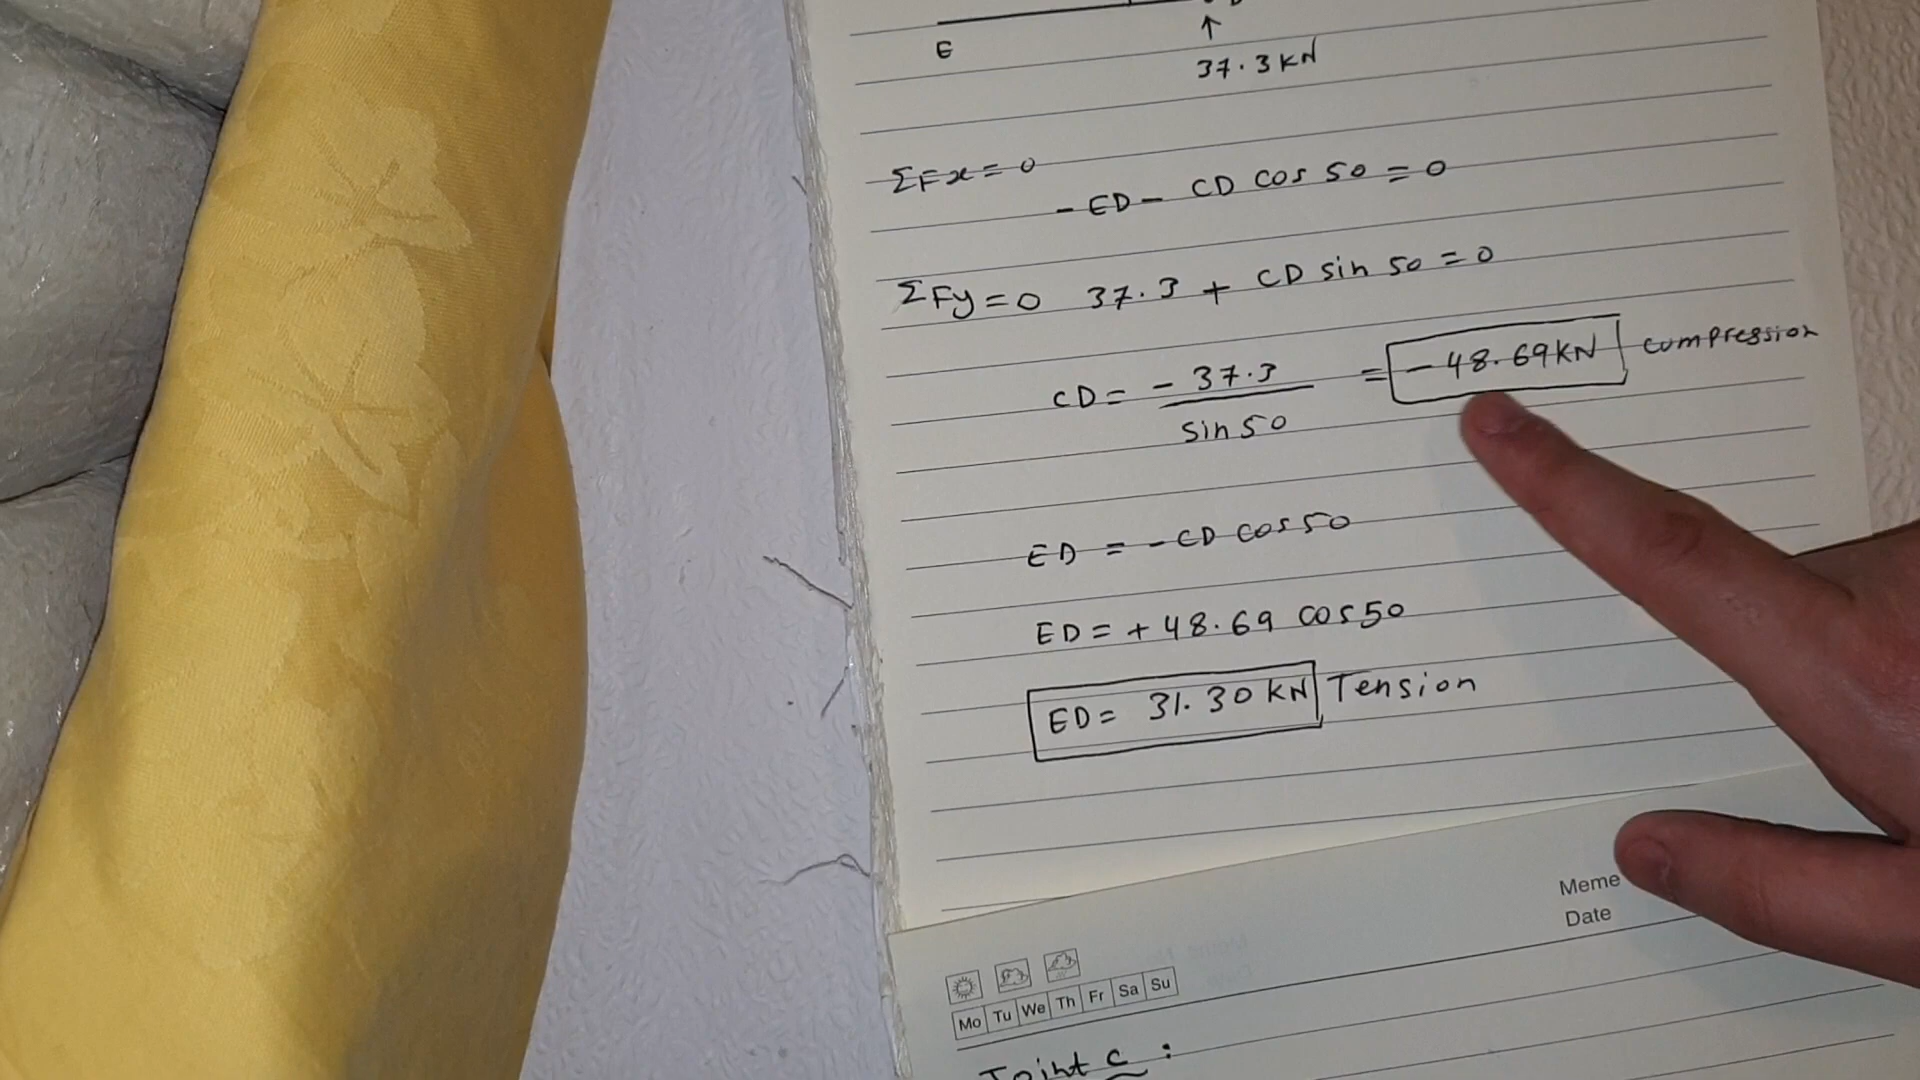 E
37.3 KN
ΣFx = 0
- ED - CD cos 50 = 0
ΣFy = 0 37.3 + CD sin 50 = 0
CD = - 37.3 / sin 50 = - 48.69 KN compression
ED = - CD cos 50
ED = + 48.69 cos 50
ED = 31.30 KN Tension
Meme
Date
Mo Tu We Th Fr Sa Su
Joint C :